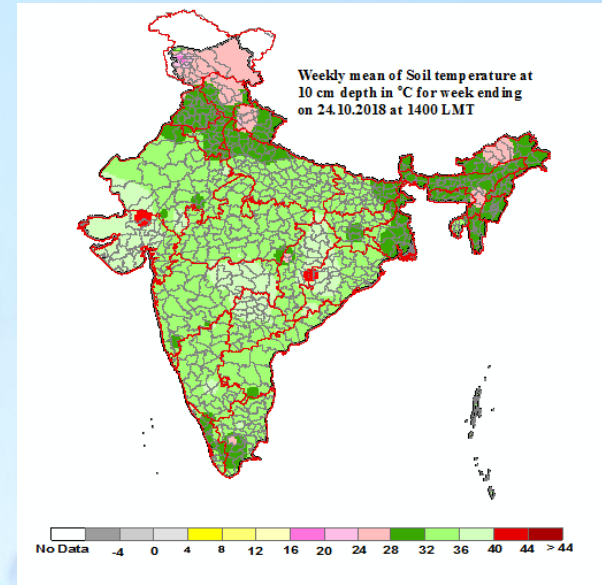 Weekly mean of Soil temperature at
10 cm depth in °C for week ending
on 24.10.2018 at 1400 LMT
No Data -4 0 4 8 12 16 20 24 28 32 36 40 44 > 44